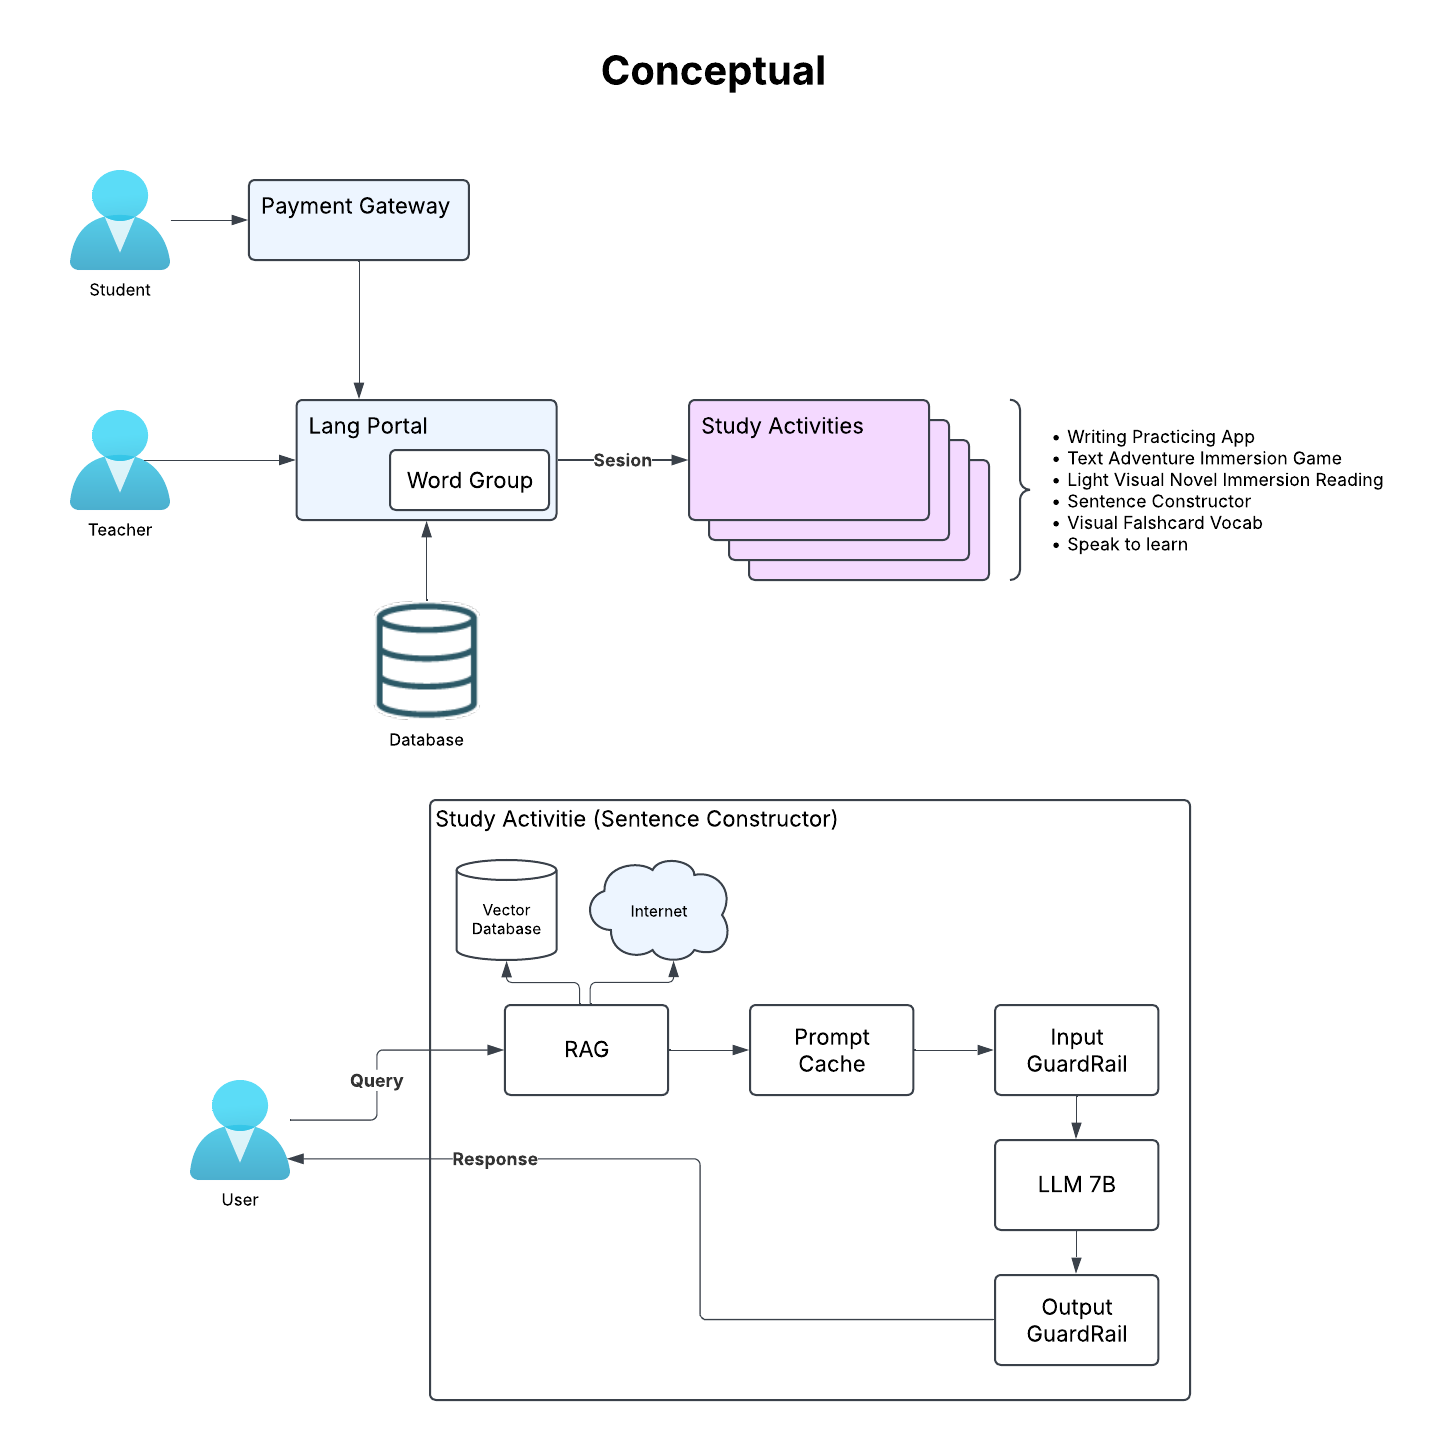 Conceptual
Payment Gateway
Student
Lang Portal
Word Group
Sesion
Study Activities
• Writing Practicing App
• Text Adventure Immersion Game
• Light Visual Novel Immersion Reading
• Sentence Constructor
• Visual Falshcard Vocab
• Speak to learn
Teacher
Database
Study Activitie (Sentence Constructor)
Vector
Database
Internet
RAG
Prompt
Cache
Input
GuardRail
Query
Response
User
LLM 7B
Output
GuardRail